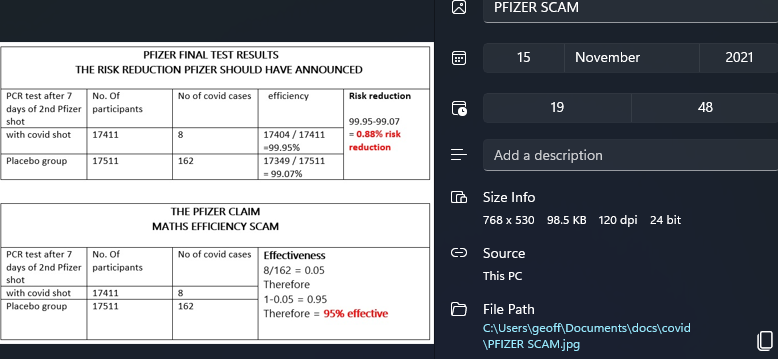 PFIZER FINAL TEST RESULTS
THE RISK REDUCTION PFIZER SHOULD HAVE ANNOUNCED
PCR test after 7 days of 2nd Pfizer shot
No. Of participants
No of covid cases
efficiency
Risk reduction
99.95-99.07
= 0.88% risk reduction
with covid shot
17411
8
17404 / 17411
=99.95%
Placebo group
17511
162
17349 / 17511
= 99.07%
THE PFIZER CLAIM
MATHS EFFICIENCY SCAM
PCR test after 7 days of 2nd Pfizer shot
No. Of participants
No of covid cases
Effectiveness
8/162 = 0.05
Therefore
1-0.05 = 0.95
Therefore = 95% effective
with covid shot
17411
8
Placebo group
17511
162
PFIZER SCAM
15 November 2021
19 48
Add a description
Size Info
768 x 530 98.5 KB 120 dpi 24 bit
Source
This PC
File Path
C:\Users\geoff\Documents\docs\covid
\PFIZER SCAM.jpg